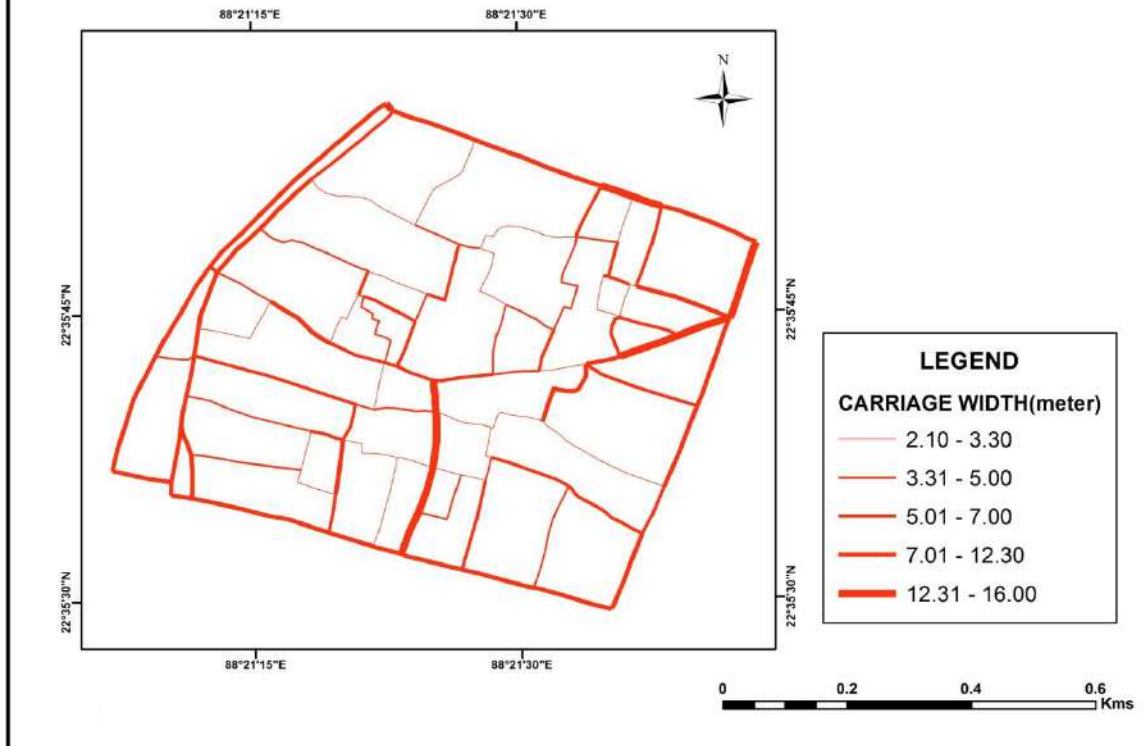 88°21'15"E 88°21'30"E
N
22°35'45"N 22°35'45"N
LEGEND
CARRIAGE WIDTH(meter)
2.10 - 3.30
3.31 - 5.00
5.01 - 7.00
7.01 - 12.30
12.31 - 16.00
22°35'30"N 22°35'30"N
88°21'15"E 88°21'30"E
0 0.2 0.4 0.6
Kms